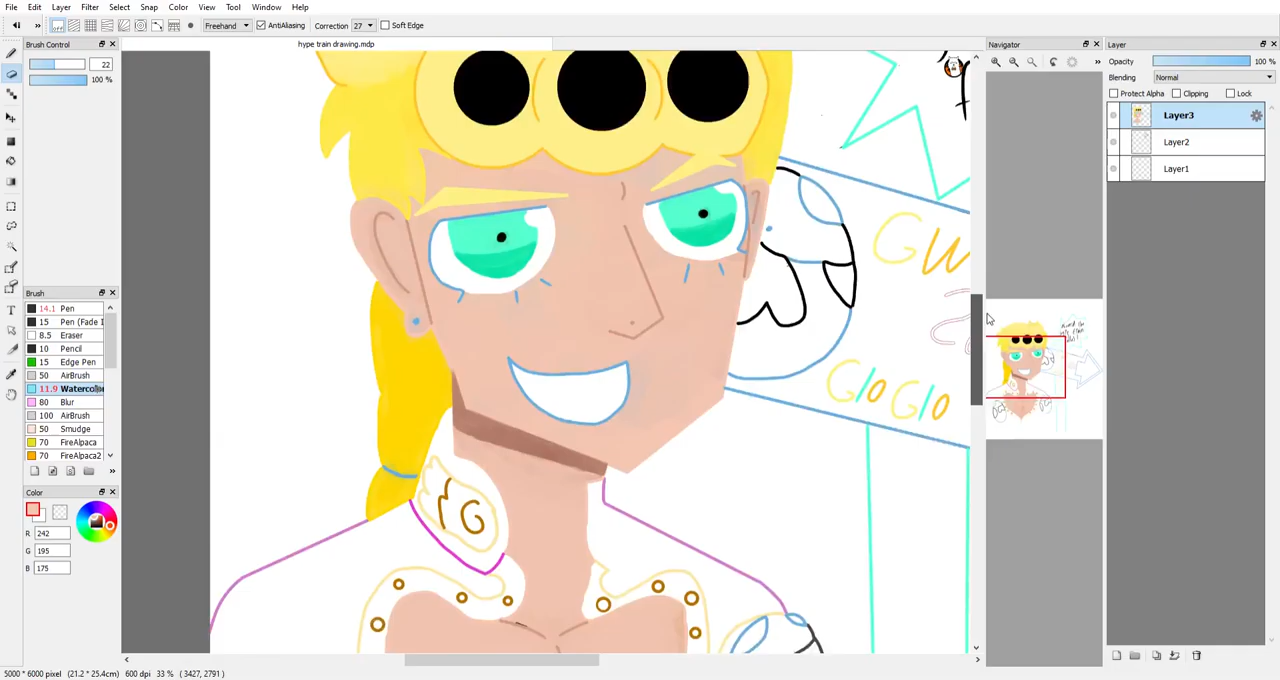 File Edit Layer Filter Select Snap Color View Tool Window Help
Freehand AntiAliasing Correction 27 Soft Edge
hype train drawing.mdp
Brush Control
22
100 %
Brush
14.1 Pen
15 Pen (Fade I
8.5 Eraser
10 Pencil
15 Edge Pen
50 AirBrush
11.9 Watercolor
80 Blur
100 AirBrush
50 Smudge
70 FireAlpaca
70 FireAlpaca2
Color
R 242
G 195
B 175
GW
GloGlo
G
Navigator
Layer
Opacity 100 %
Blending Normal
Protect Alpha Clipping Lock
Layer3
Layer2
Layer1
5000 * 6000 pixel (21.2 * 25.4cm) 600 dpi 33 % ( 3427, 2791 )